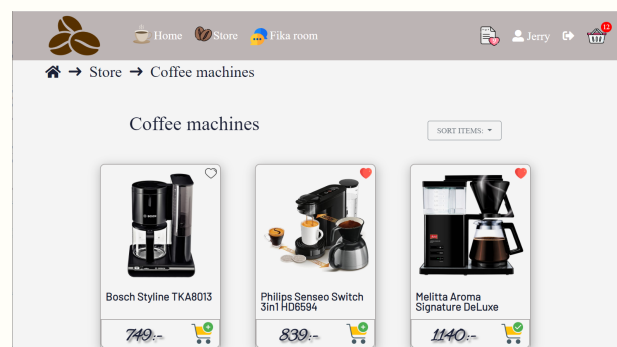 Home Store Fika room Jerry 12
Store Coffee machines
Coffee machines
SORT ITEMS:
Bosch Styline TKA8013
Philips Senseo Switch
3in1 HD6594
Melitta Aroma
Signature DeLuxe
749:- 839:- 1140:-